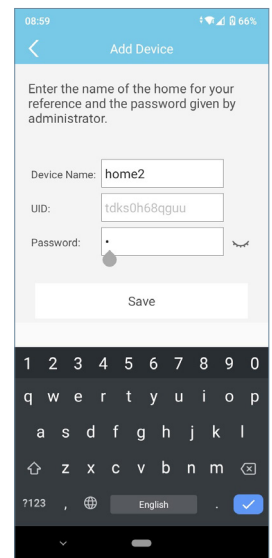 08:59 66%
Add Device
Enter the name of the home for your
reference and the password given by
administrator.
Device Name: home2
UID: tdks0h68qguu
Password: •
Save
1 2 3 4 5 6 7 8 9 0
q w e r t y u i o p
a s d f g h j k l
z x c v b n m
?123 , English .